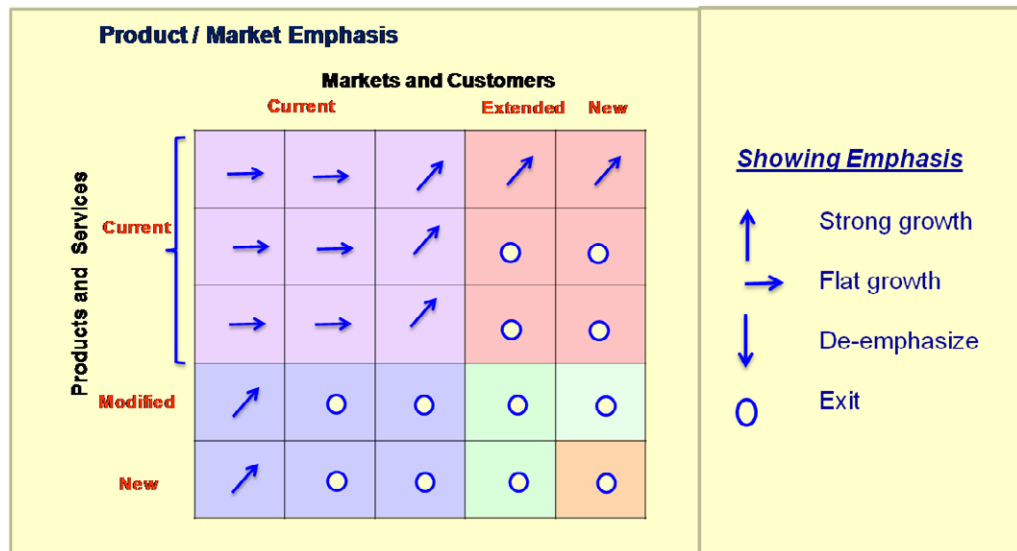 Product / Market Emphasis
Markets and Customers
Current
Extended
New
Products and Services
Current
Modified
New
Showing Emphasis
Strong growth
Flat growth
De-emphasize
Exit